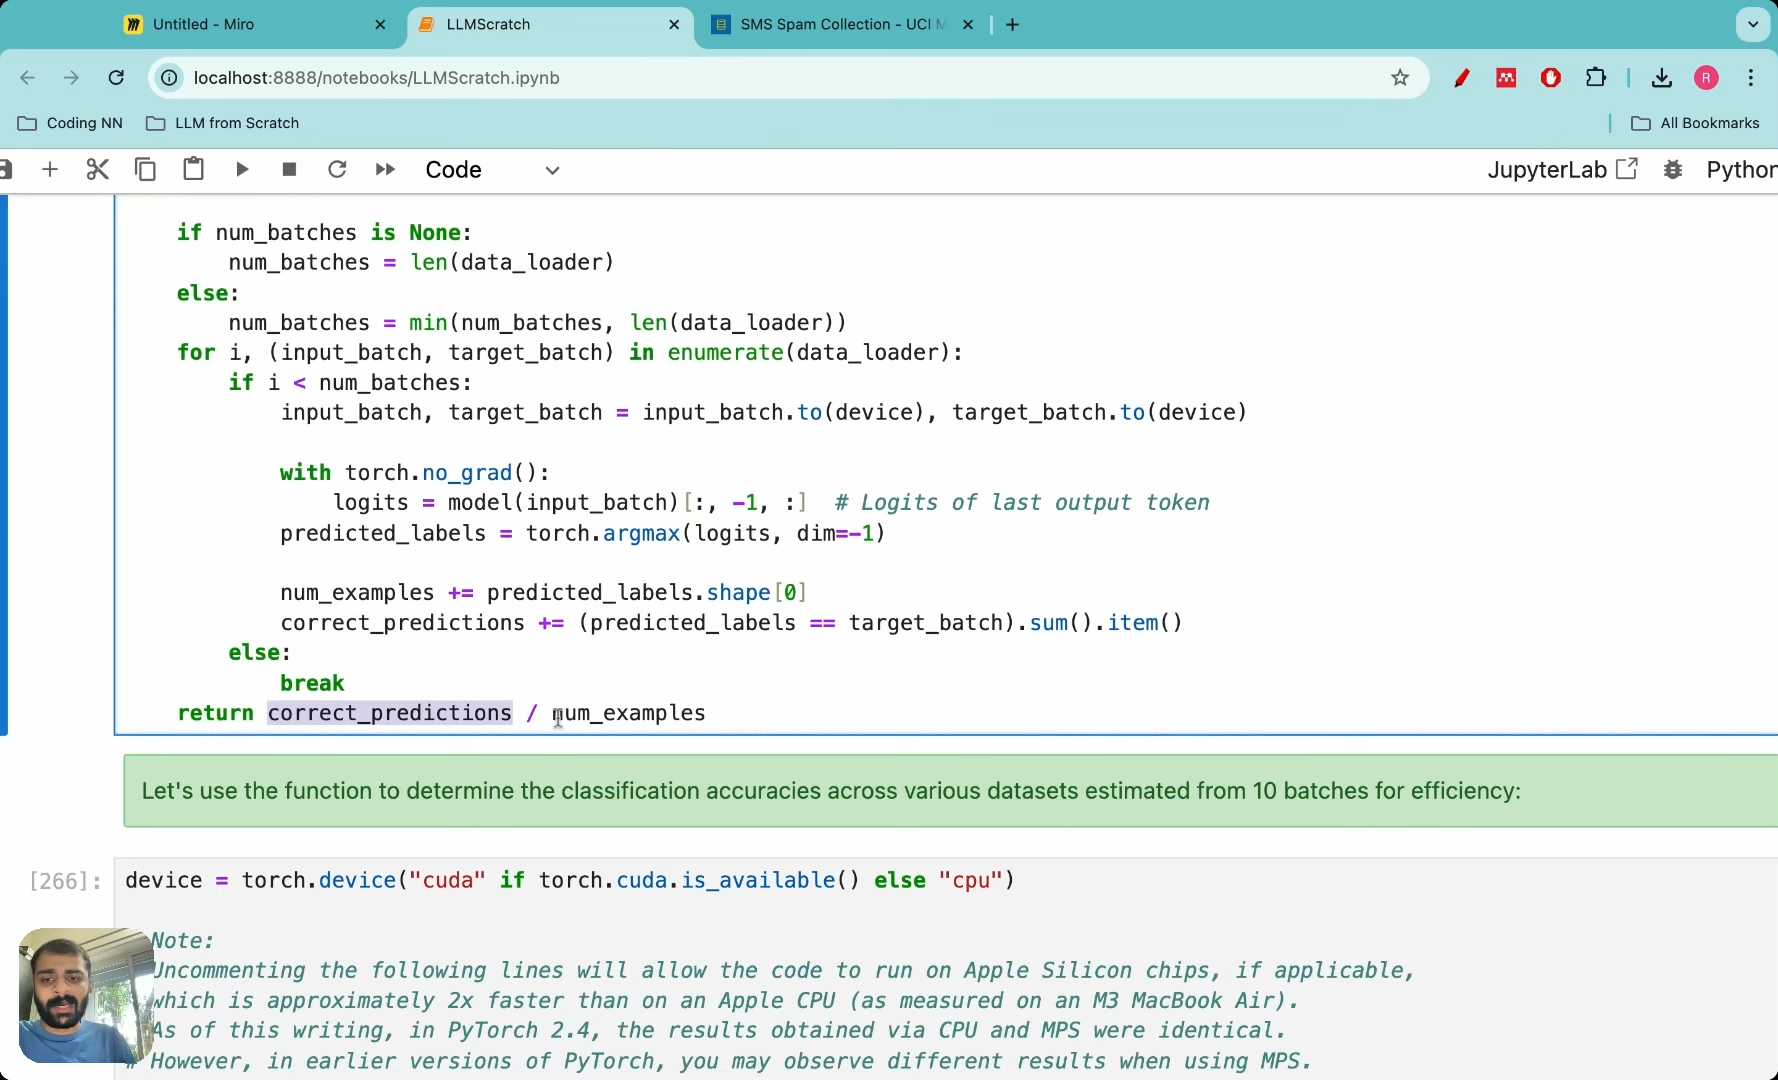 Untitled - Miro
LLMScratch
SMS Spam Collection - UCI M
localhost:8888/notebooks/LLMScratch.ipynb
R
Coding NN
LLM from Scratch
All Bookmarks
Code
JupyterLab
Python
if num_batches is None:
num_batches = len(data_loader)
else:
num_batches = min(num_batches, len(data_loader))
for i, (input_batch, target_batch) in enumerate(data_loader):
if i < num_batches:
input_batch, target_batch = input_batch.to(device), target_batch.to(device)
with torch.no_grad():
logits = model(input_batch)[:, -1, :]  # Logits of last output token
predicted_labels = torch.argmax(logits, dim=-1)
num_examples += predicted_labels.shape[0]
correct_predictions += (predicted_labels == target_batch).sum().item()
else:
break
return correct_predictions / num_examples
Let's use the function to determine the classification accuracies across various datasets estimated from 10 batches for efficiency:
[266]:
device = torch.device("cuda" if torch.cuda.is_available() else "cpu")
Note:
Uncommenting the following lines will allow the code to run on Apple Silicon chips, if applicable,
which is approximately 2x faster than on an Apple CPU (as measured on an M3 MacBook Air).
As of this writing, in PyTorch 2.4, the results obtained via CPU and MPS were identical.
# However, in earlier versions of PyTorch, you may observe different results when using MPS.